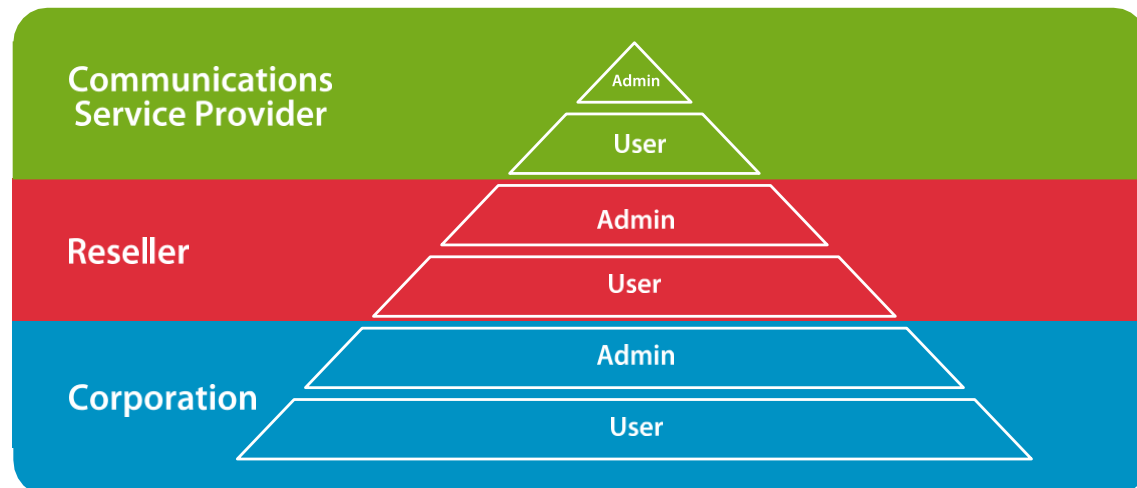 Communications
Service Provider
Admin
User
Reseller
Admin
User
Corporation
Admin
User